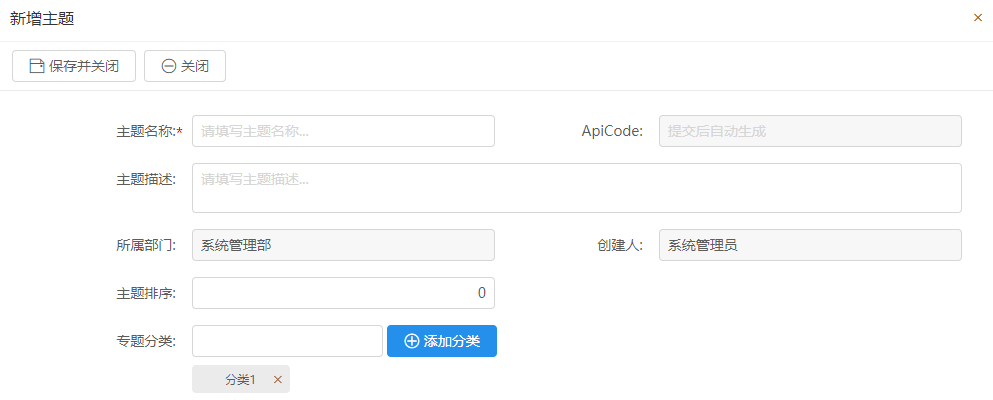 新增主题
保存并关闭 关闭
主题名称:* 请填写主题名称... ApiCode: 提交后自动生成
主题描述: 请填写主题描述...
所属部门: 系统管理部 创建人: 系统管理员
主题排序: 0
专题分类: 添加分类
分类1